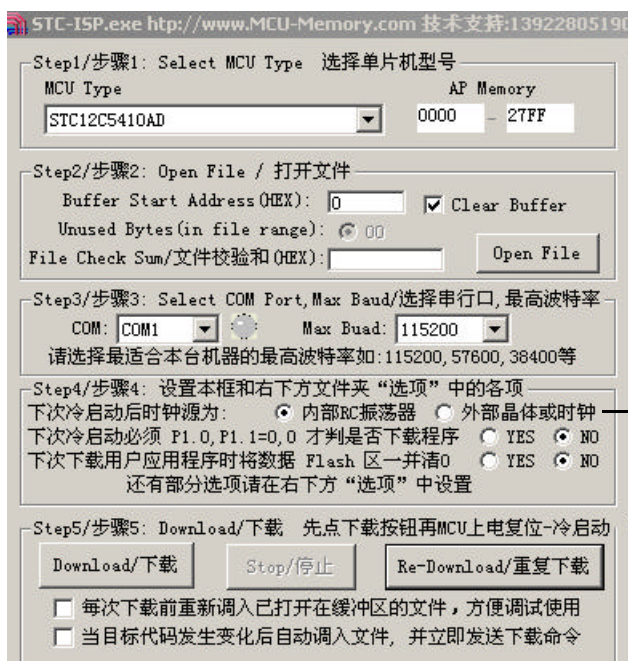 STC-ISP.exe htp://www.MCU-Memory.com 技术支持:13922805190
Step1/步骤1: Select MCU Type 选择单片机型号
MCU Type AP Memory
STC12C5410AD 0000 - 27FF
Step2/步骤2: Open File / 打开文件
Buffer Start Address(HEX): 0 Clear Buffer
Unused Bytes(in file range): 00
File Check Sum/文件校验和(HEX): Open File
Step3/步骤3: Select COM Port,Max Baud/选择串行口,最高波特率
COM: COM1 Max Buad: 115200
请选择最适合本台机器的最高波特率如:115200,57600,38400等
Step4/步骤4: 设置本框和右下方文件夹“选项”中的各项
下次冷启动后时钟源为: 内部RC振荡器 外部晶体或时钟
下次冷启动必须 P1.0,P1.1=0,0 才判是否下载程序 YES NO
下次下载用户应用程序时将数据 Flash 区一并清0 YES NO
还有部分选项请在右下方“选项”中设置
Step5/步骤5: Download/下载 先点下载按钮再MCU上电复位-冷启动
Download/下载 Stop/停止 Re-Download/重复下载
每次下载前重新调入已打开在缓冲区的文件，方便调试使用
当目标代码发生变化后自动调入文件, 并立即发送下载命令